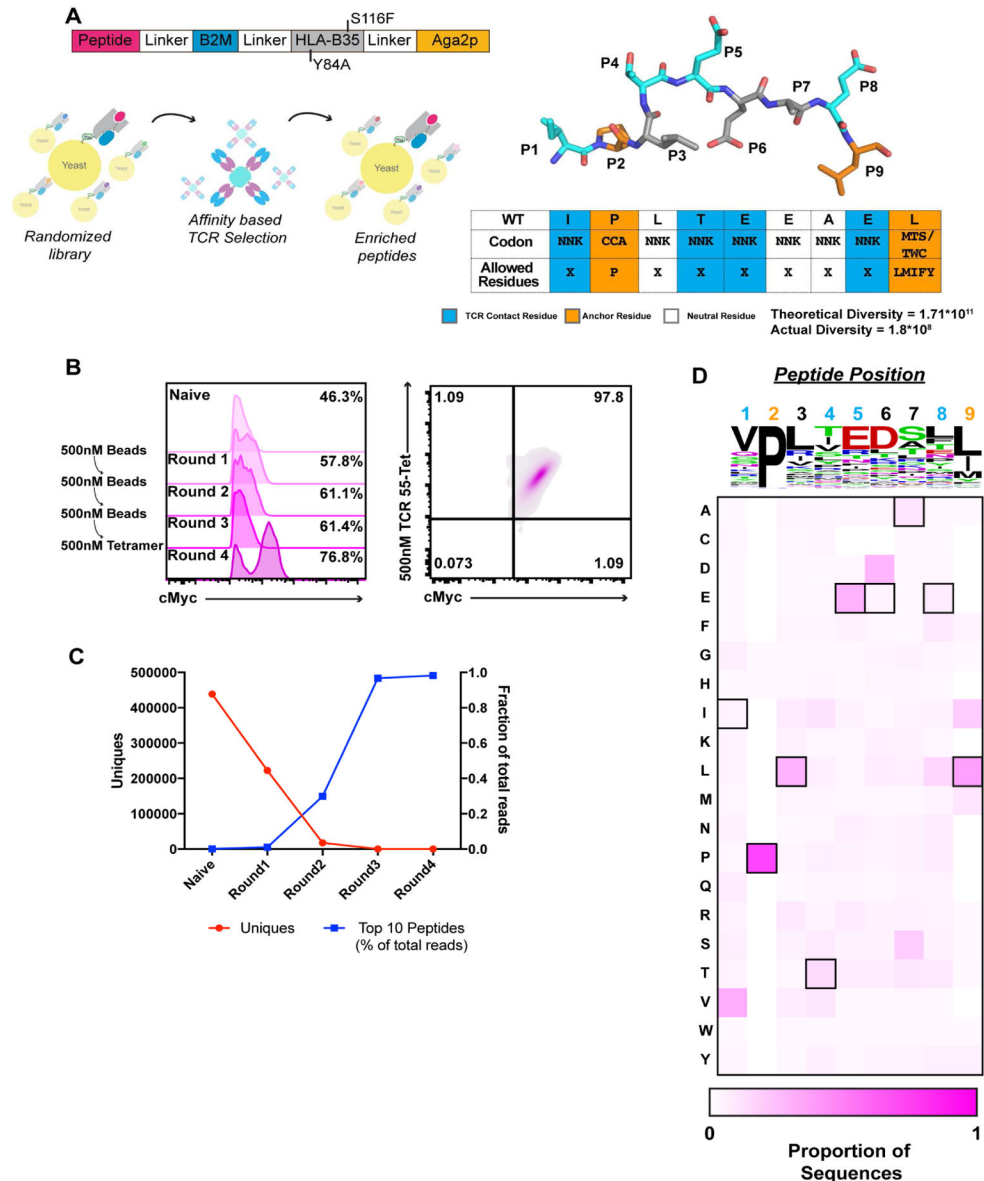 A
S116F
Peptide Linker B2M Linker HLA-B35 Linker Aga2p
Y84A
Yeast
Randomized
library
Affinity based
TCR Selection
Yeast
Enriched
peptides
P1
P2
P3
P4
P5
P6
P7
P8
P9
WT I P L T E E A E L
Codon NNK CCA NNK NNK NNK NNK NNK NNK MTS/
TWC
Allowed
Residues X P X X X X X X LMIFY
TCR Contact Residue Anchor Residue Neutral Residue
Theoretical Diversity = 1.71*10¹¹
Actual Diversity = 1.8*10⁸
B
500nM Beads
500nM Beads
500nM Beads
500nM Tetramer
Naive 46.3%
Round 1 57.8%
Round 2 61.1%
Round 3 61.4%
Round 4 76.8%
cMyc
500nM TCR 55-Tet
1.09 97.8
0.073 1.09
cMyc
C
Uniques
500000
400000
300000
200000
100000
0
1.0
0.8
0.6
0.4
0.2
0.0
Fraction of total reads
Naive
Round1
Round2
Round3
Round4
Uniques
Top 10 Peptides
(% of total reads)
D
Peptide Position
1 2 3 4 5 6 7 8 9
A
C
D
E
F
G
H
I
K
L
M
N
P
Q
R
S
T
V
W
Y
0 1
Proportion of
Sequences